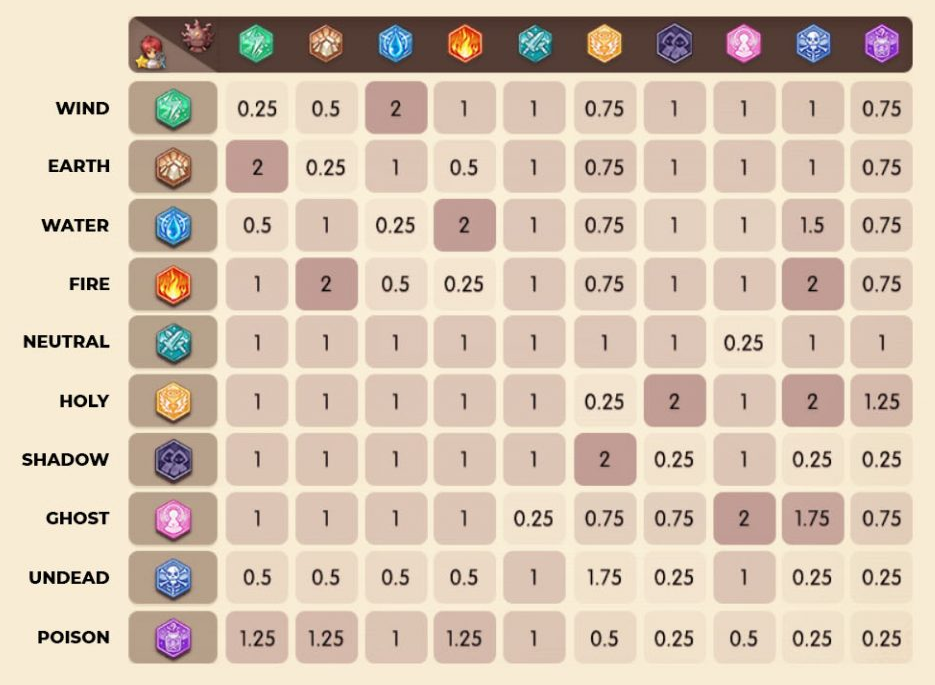 WIND 0.25 0.5 2 1 1 0.75 1 1 1 0.75
EARTH 2 0.25 1 0.5 1 0.75 1 1 1 0.75
WATER 0.5 1 0.25 2 1 0.75 1 1 1.5 0.75
FIRE 1 2 0.5 0.25 1 0.75 1 1 2 0.75
NEUTRAL 1 1 1 1 1 1 1 0.25 1 1
HOLY 1 1 1 1 1 0.25 2 1 2 1.25
SHADOW 1 1 1 1 1 2 0.25 1 0.25 0.25
GHOST 1 1 1 1 0.25 0.75 0.75 2 1.75 0.75
UNDEAD 0.5 0.5 0.5 0.5 1 1.75 0.25 1 0.25 0.25
POISON 1.25 1.25 1 1.25 1 0.5 0.25 0.5 0.25 0.25